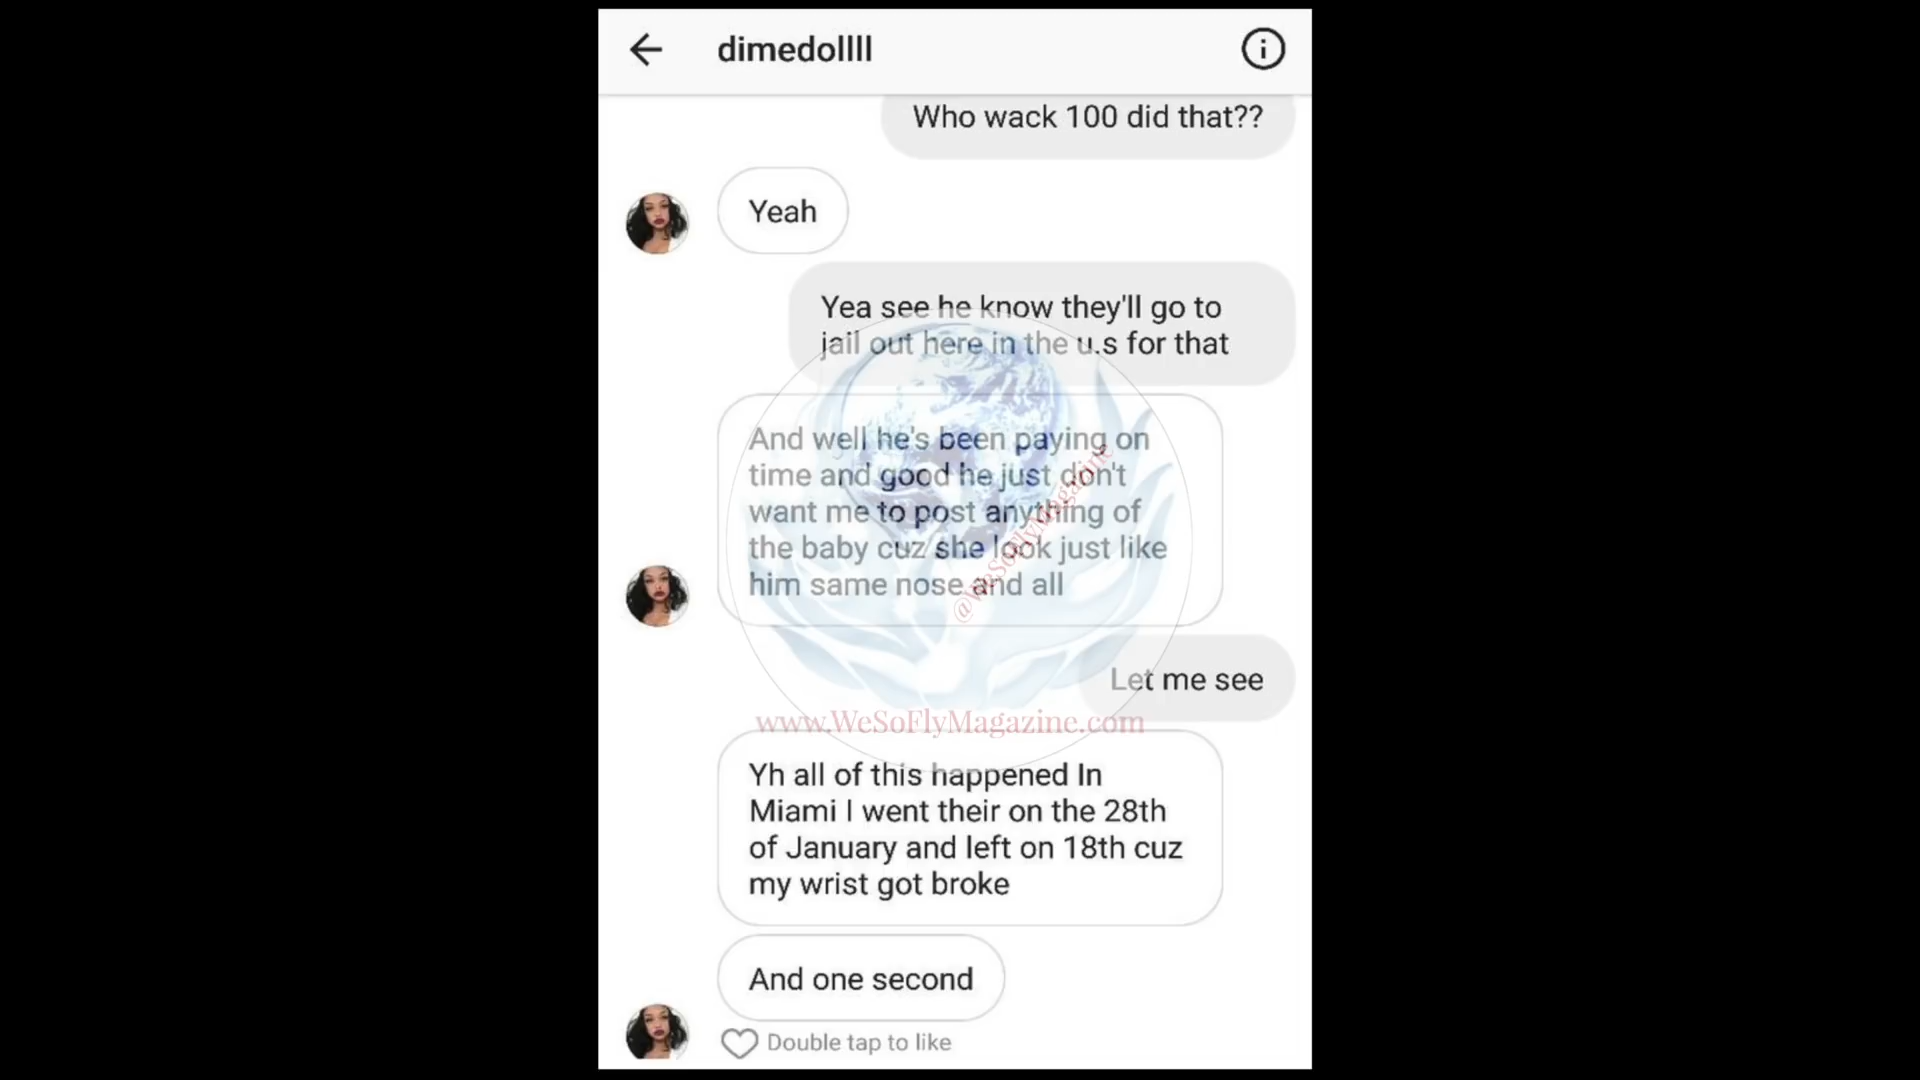 dimedollll
Who wack 100 did that??
Yeah
Yea see he know they'll go to
jail out here in the u.s for that
And well he's been paying on
time and good he just don't
want me to post anything of
the baby cuz she look just like
him same nose and all
@WeSoFlyMagazine
Let me see
www.WeSoFlyMagazine.com
Yh all of this happened In
Miami I went their on the 28th
of January and left on 18th cuz
my wrist got broke
And one second
Double tap to like